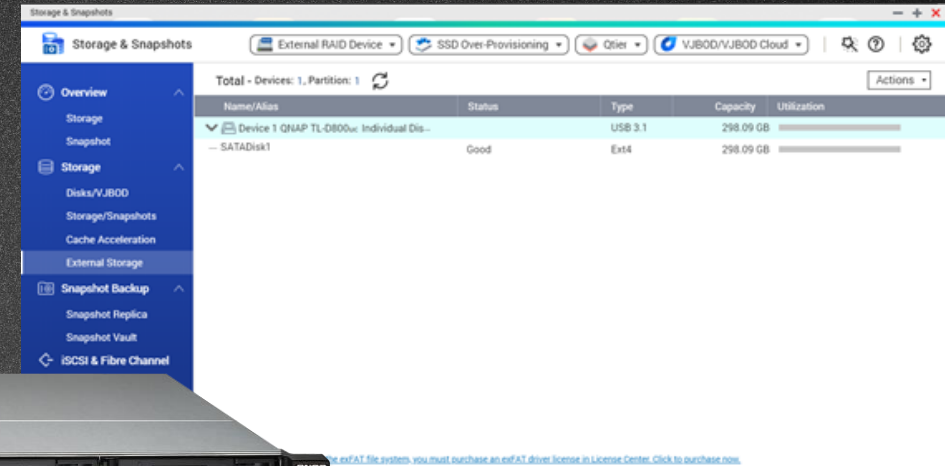 Storage & Snapshots
Storage & Snapshots External RAID Device SSD Over-Provisioning Qtier VJBOD/VJBOD Cloud
Overview
Storage
Snapshot
Storage
Disks/VJBOD
Storage/Snapshots
Cache Acceleration
External Storage
Snapshot Backup
Snapshot Replica
Snapshot Vault
iSCSI & Fibre Channel
Total - Devices: 1, Partition: 1 Actions
Name/Alias Status Type Capacity Utilization
Device 1 QNAP TL-D800uc Individual Dis... USB 3.1 298.09 GB
SATADisk1 Good Ext4 298.09 GB
the exFAT file system, you must purchase an exFAT driver license in License Center. Click to purchase now.